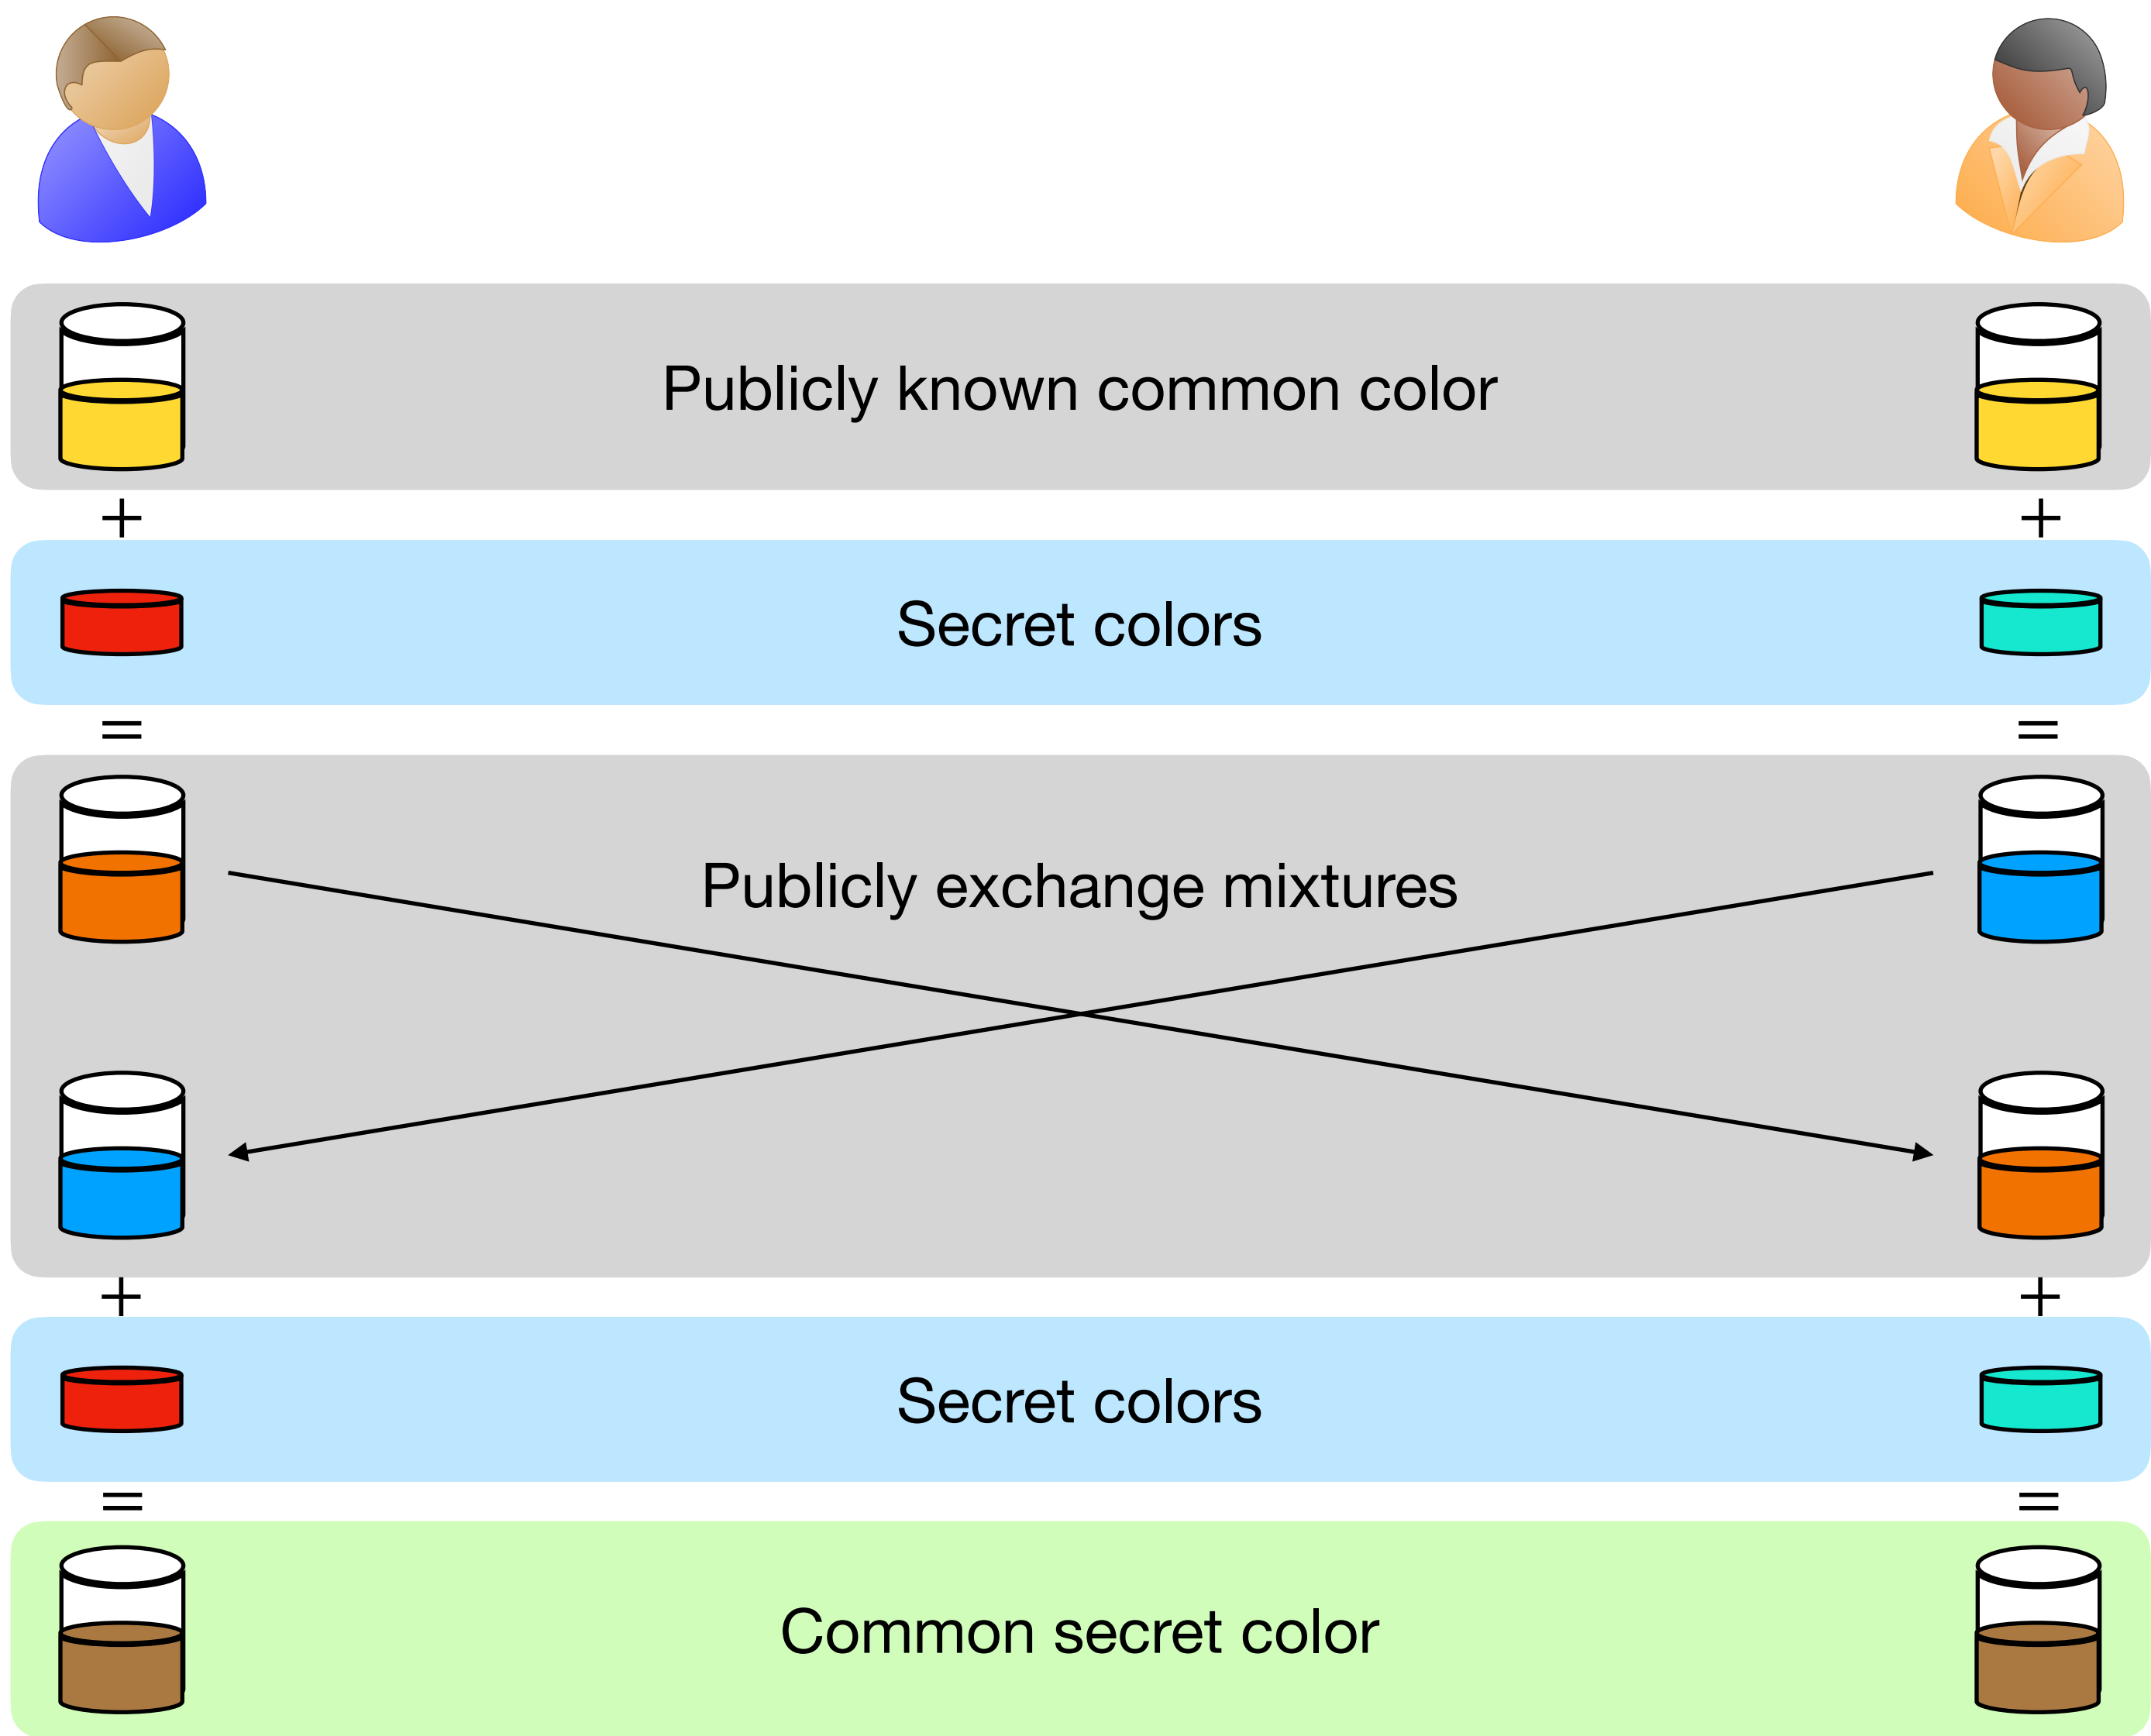 Publicly known common color
+ +
Secret colors
= =
Publicly exchange mixtures
+ +
Secret colors
= =
Common secret color